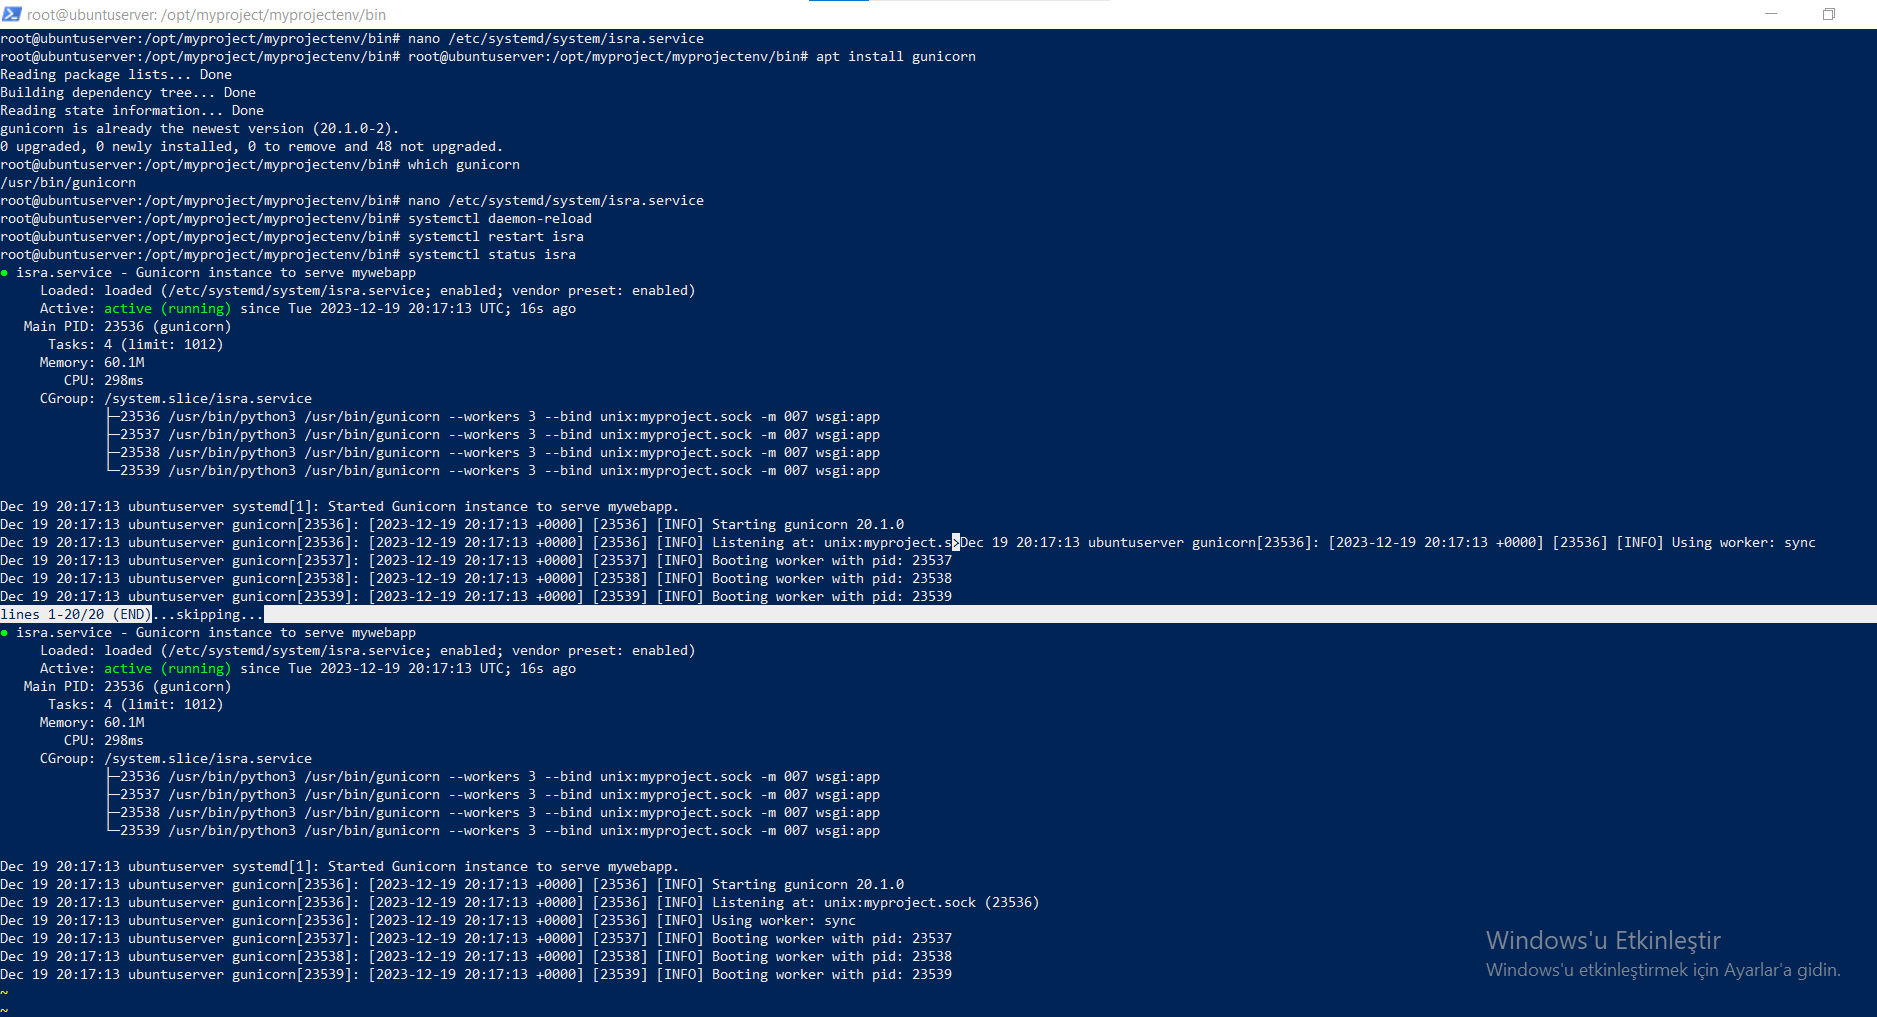 root@ubuntuserver: /opt/myproject/myprojectenv/bin
root@ubuntuserver:/opt/myproject/myprojectenv/bin# nano /etc/systemd/system/isra.service
root@ubuntuserver:/opt/myproject/myprojectenv/bin# root@ubuntuserver:/opt/myproject/myprojectenv/bin# apt install gunicorn
Reading package lists... Done
Building dependency tree... Done
Reading state information... Done
gunicorn is already the newest version (20.1.0-2).
0 upgraded, 0 newly installed, 0 to remove and 48 not upgraded.
root@ubuntuserver:/opt/myproject/myprojectenv/bin# which gunicorn
/usr/bin/gunicorn
root@ubuntuserver:/opt/myproject/myprojectenv/bin# nano /etc/systemd/system/isra.service
root@ubuntuserver:/opt/myproject/myprojectenv/bin# systemctl daemon-reload
root@ubuntuserver:/opt/myproject/myprojectenv/bin# systemctl restart isra
root@ubuntuserver:/opt/myproject/myprojectenv/bin# systemctl status isra
● isra.service - Gunicorn instance to serve mywebapp
     Loaded: loaded (/etc/systemd/system/isra.service; enabled; vendor preset: enabled)
     Active: active (running) since Tue 2023-12-19 20:17:13 UTC; 16s ago
   Main PID: 23536 (gunicorn)
      Tasks: 4 (limit: 1012)
     Memory: 60.1M
        CPU: 298ms
     CGroup: /system.slice/isra.service
             ├─23536 /usr/bin/python3 /usr/bin/gunicorn --workers 3 --bind unix:myproject.sock -m 007 wsgi:app
             ├─23537 /usr/bin/python3 /usr/bin/gunicorn --workers 3 --bind unix:myproject.sock -m 007 wsgi:app
             ├─23538 /usr/bin/python3 /usr/bin/gunicorn --workers 3 --bind unix:myproject.sock -m 007 wsgi:app
             └─23539 /usr/bin/python3 /usr/bin/gunicorn --workers 3 --bind unix:myproject.sock -m 007 wsgi:app
Dec 19 20:17:13 ubuntuserver systemd[1]: Started Gunicorn instance to serve mywebapp.
Dec 19 20:17:13 ubuntuserver gunicorn[23536]: [2023-12-19 20:17:13 +0000] [23536] [INFO] Starting gunicorn 20.1.0
Dec 19 20:17:13 ubuntuserver gunicorn[23536]: [2023-12-19 20:17:13 +0000] [23536] [INFO] Listening at: unix:myproject.s>Dec 19 20:17:13 ubuntuserver gunicorn[23536]: [2023-12-19 20:17:13 +0000] [23536] [INFO] Using worker: sync
Dec 19 20:17:13 ubuntuserver gunicorn[23537]: [2023-12-19 20:17:13 +0000] [23537] [INFO] Booting worker with pid: 23537
Dec 19 20:17:13 ubuntuserver gunicorn[23538]: [2023-12-19 20:17:13 +0000] [23538] [INFO] Booting worker with pid: 23538
Dec 19 20:17:13 ubuntuserver gunicorn[23539]: [2023-12-19 20:17:13 +0000] [23539] [INFO] Booting worker with pid: 23539
lines 1-20/20 (END)...skipping...
● isra.service - Gunicorn instance to serve mywebapp
     Loaded: loaded (/etc/systemd/system/isra.service; enabled; vendor preset: enabled)
     Active: active (running) since Tue 2023-12-19 20:17:13 UTC; 16s ago
   Main PID: 23536 (gunicorn)
      Tasks: 4 (limit: 1012)
     Memory: 60.1M
        CPU: 298ms
     CGroup: /system.slice/isra.service
             ├─23536 /usr/bin/python3 /usr/bin/gunicorn --workers 3 --bind unix:myproject.sock -m 007 wsgi:app
             ├─23537 /usr/bin/python3 /usr/bin/gunicorn --workers 3 --bind unix:myproject.sock -m 007 wsgi:app
             ├─23538 /usr/bin/python3 /usr/bin/gunicorn --workers 3 --bind unix:myproject.sock -m 007 wsgi:app
             └─23539 /usr/bin/python3 /usr/bin/gunicorn --workers 3 --bind unix:myproject.sock -m 007 wsgi:app
Dec 19 20:17:13 ubuntuserver systemd[1]: Started Gunicorn instance to serve mywebapp.
Dec 19 20:17:13 ubuntuserver gunicorn[23536]: [2023-12-19 20:17:13 +0000] [23536] [INFO] Starting gunicorn 20.1.0
Dec 19 20:17:13 ubuntuserver gunicorn[23536]: [2023-12-19 20:17:13 +0000] [23536] [INFO] Listening at: unix:myproject.sock (23536)
Dec 19 20:17:13 ubuntuserver gunicorn[23536]: [2023-12-19 20:17:13 +0000] [23536] [INFO] Using worker: sync
Dec 19 20:17:13 ubuntuserver gunicorn[23537]: [2023-12-19 20:17:13 +0000] [23537] [INFO] Booting worker with pid: 23537
Dec 19 20:17:13 ubuntuserver gunicorn[23538]: [2023-12-19 20:17:13 +0000] [23538] [INFO] Booting worker with pid: 23538
Dec 19 20:17:13 ubuntuserver gunicorn[23539]: [2023-12-19 20:17:13 +0000] [23539] [INFO] Booting worker with pid: 23539
~
~
Windows'u Etkinleştir
Windows'u etkinleştirmek için Ayarlar'a gidin.